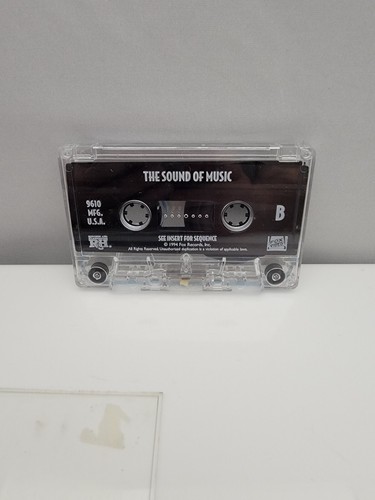 THE SOUND OF MUSIC
9610
MFG.
U.S.A.
B
SEE INSERT FOR SEQUENCE
© 1994 Fox Records, Inc.
All Rights Reserved. Unauthorized duplication is a violation of applicable laws.